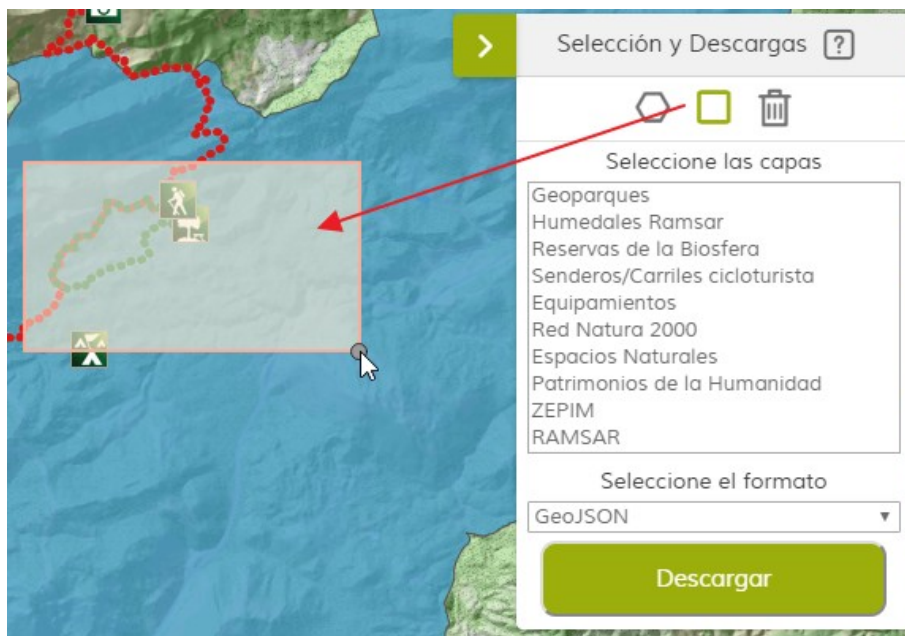 Selección y Descargas ?
Seleccione las capas
Geoparques
Humedales Ramsar
Reservas de la Biosfera
Senderos/Carriles cicloturista
Equipamientos
Red Natura 2000
Espacios Naturales
Patrimonios de la Humanidad
ZEPIM
RAMSAR
Seleccione el formato
GeoJSON
Descargar